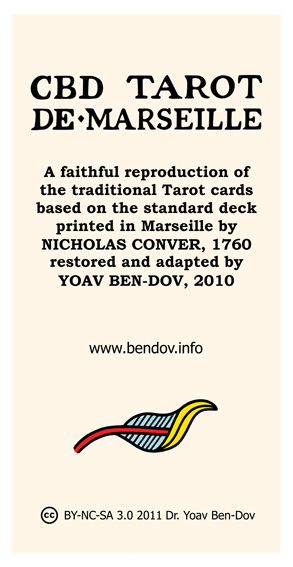 CBD TAROT
DE•MARSEILLE
A faithful reproduction of
the traditional Tarot cards
based on the standard deck
printed in Marseille by
NICHOLAS CONVER, 1760
restored and adapted by
YOAV BEN-DOV, 2010
www.bendov.info
cc BY-NC-SA 3.0 2011 Dr. Yoav Ben-Dov